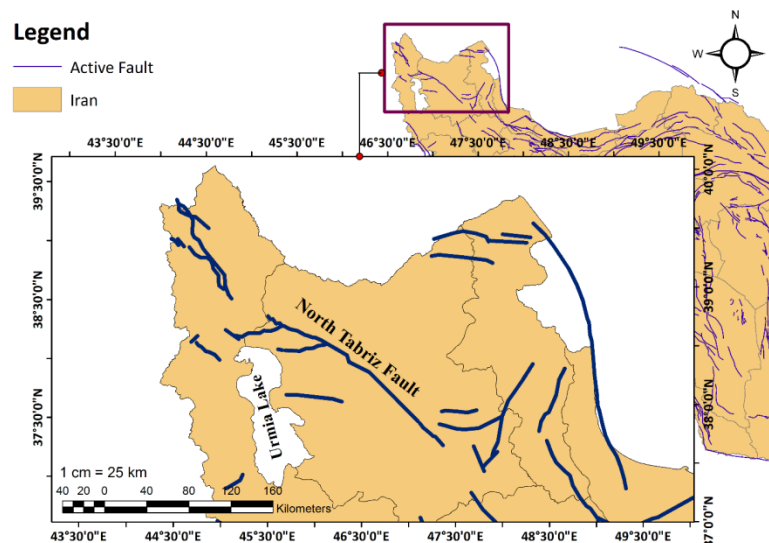 Legend
Active Fault
Iran
N
W E
S
43°30'0"E 44°30'0"E 45°30'0"E 46°30'0"E 47°30'0"E 48°30'0"E 49°30'0"E
39°30'0"N
38°30'0"N
37°30'0"N
40°0'0"N
39°0'0"N
38°0'0"N
37°0'0"N
North Tabriz Fault
Urmia Lake
1 cm = 25 km
40 20 0 40 80 120 160
Kilometers
43°30'0"E 44°30'0"E 45°30'0"E 46°30'0"E 47°30'0"E 48°30'0"E 49°30'0"E